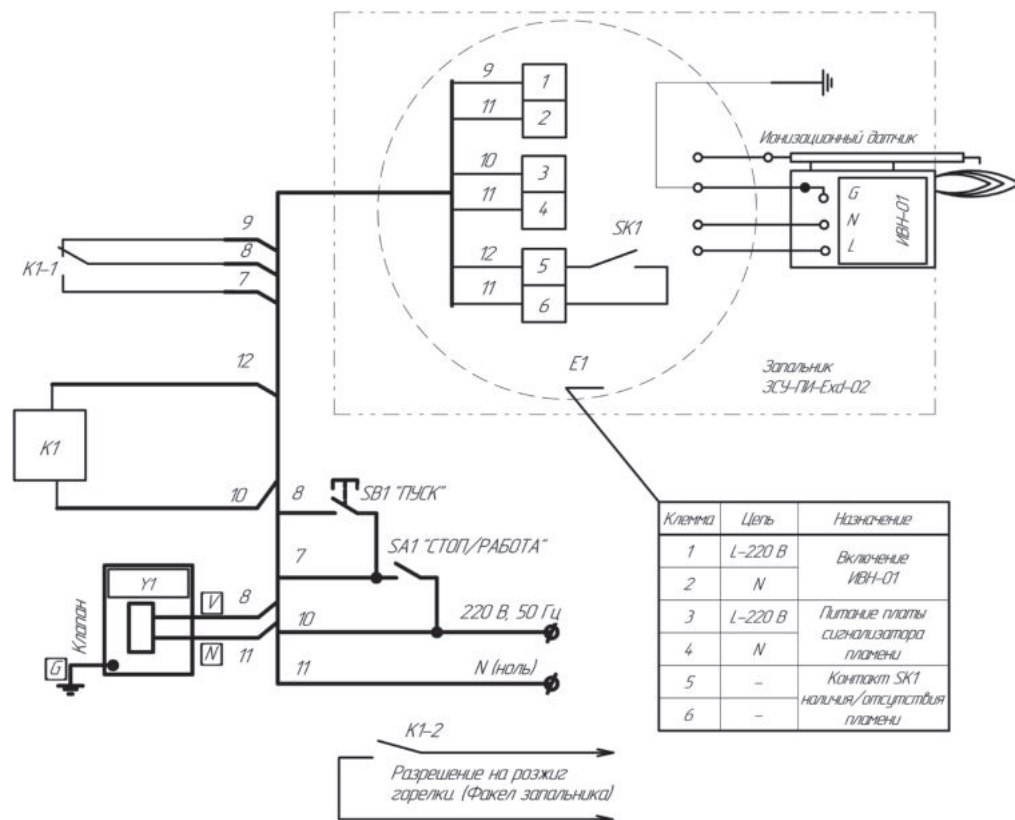 9
1
11
2
10
3
11
4
12
5
11
6
SK1
Ионизационный датчик
G
N
L
ИВН-01
E1
Запальник
ЗСУ-ПИ-Exd-02
K1-1
9
8
7
12
K1
10
8
SB1 "ПУСК"
7
SA1 "СТОП/РАБОТА"
10
220 В, 50 Гц
11
N (ноль)
Клапан
Y1
V
8
N
11
G
Клемма Цепь Назначение
1 L-220 В Включение
ИВН-01
2 N
3 L-220 В Питание платы
сигнализатора
пламени
4 N
5 – Контакт SK1
наличия/отсутствия
пламени
6 –
K1-2
Разрешение на розжиг
горелки. (Факел запальника)